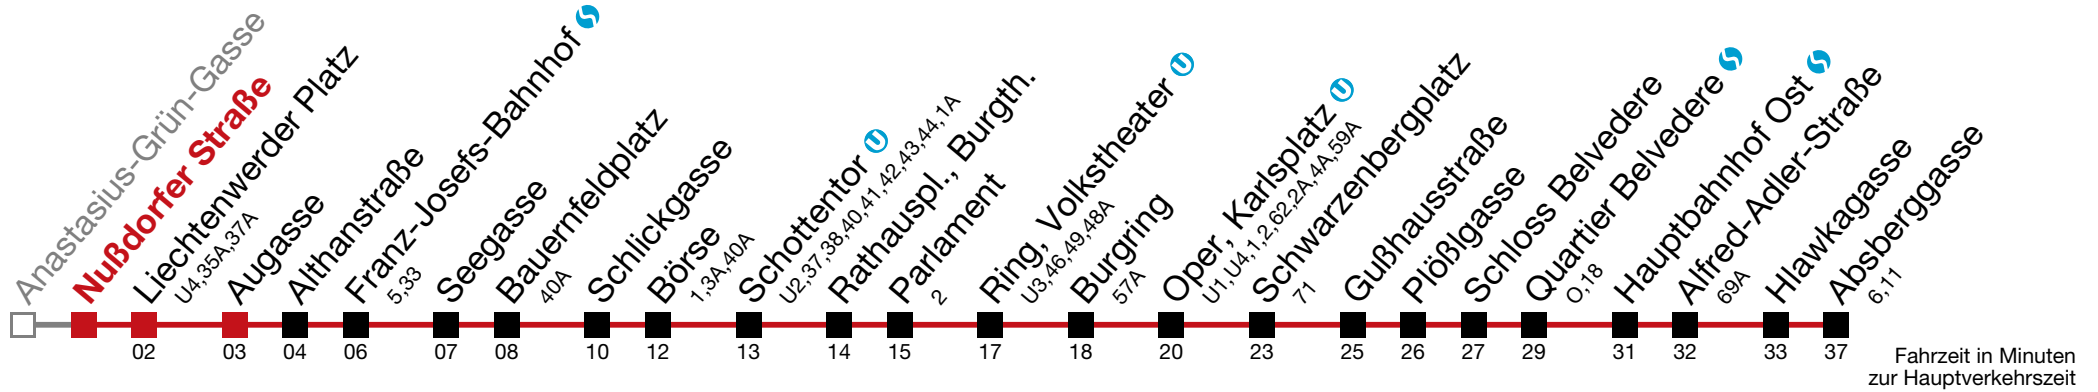 Anastasius-Grün-Gasse
Nußdorfer Straße
Liechtenwerder Platz
U4,35A,37A
Augasse
Althanstraße
Franz-Josefs-Bahnhof S
5,33
Seegasse
Bauernfeldplatz
40A
Schlickgasse
Börse
1,3A,40A
Schottentor U
U2,37,38,40,41,42,43,44,1A
Rathauspl., Burgth.
Parlament
2
Ring, Volkstheater U
U3,46,49,48A
Burgring
57A
Oper, Karlsplatz U
U1,U4,1,2,62,2A,4A,59A
Schwarzenbergplatz
71
Gußhausstraße
Plößlgasse
Schloss Belvedere
Quartier Belvedere S
O,18
Hauptbahnhof Ost S
Alfred-Adler-Straße
69A
Hlawkagasse
Absberggasse
6,11
02 03 04 06 07 08 10 12 13 14 15 17 18 20 23 25 26 27 29 31 32 33 37
Fahrzeit in Minuten
zur Hauptverkehrszeit